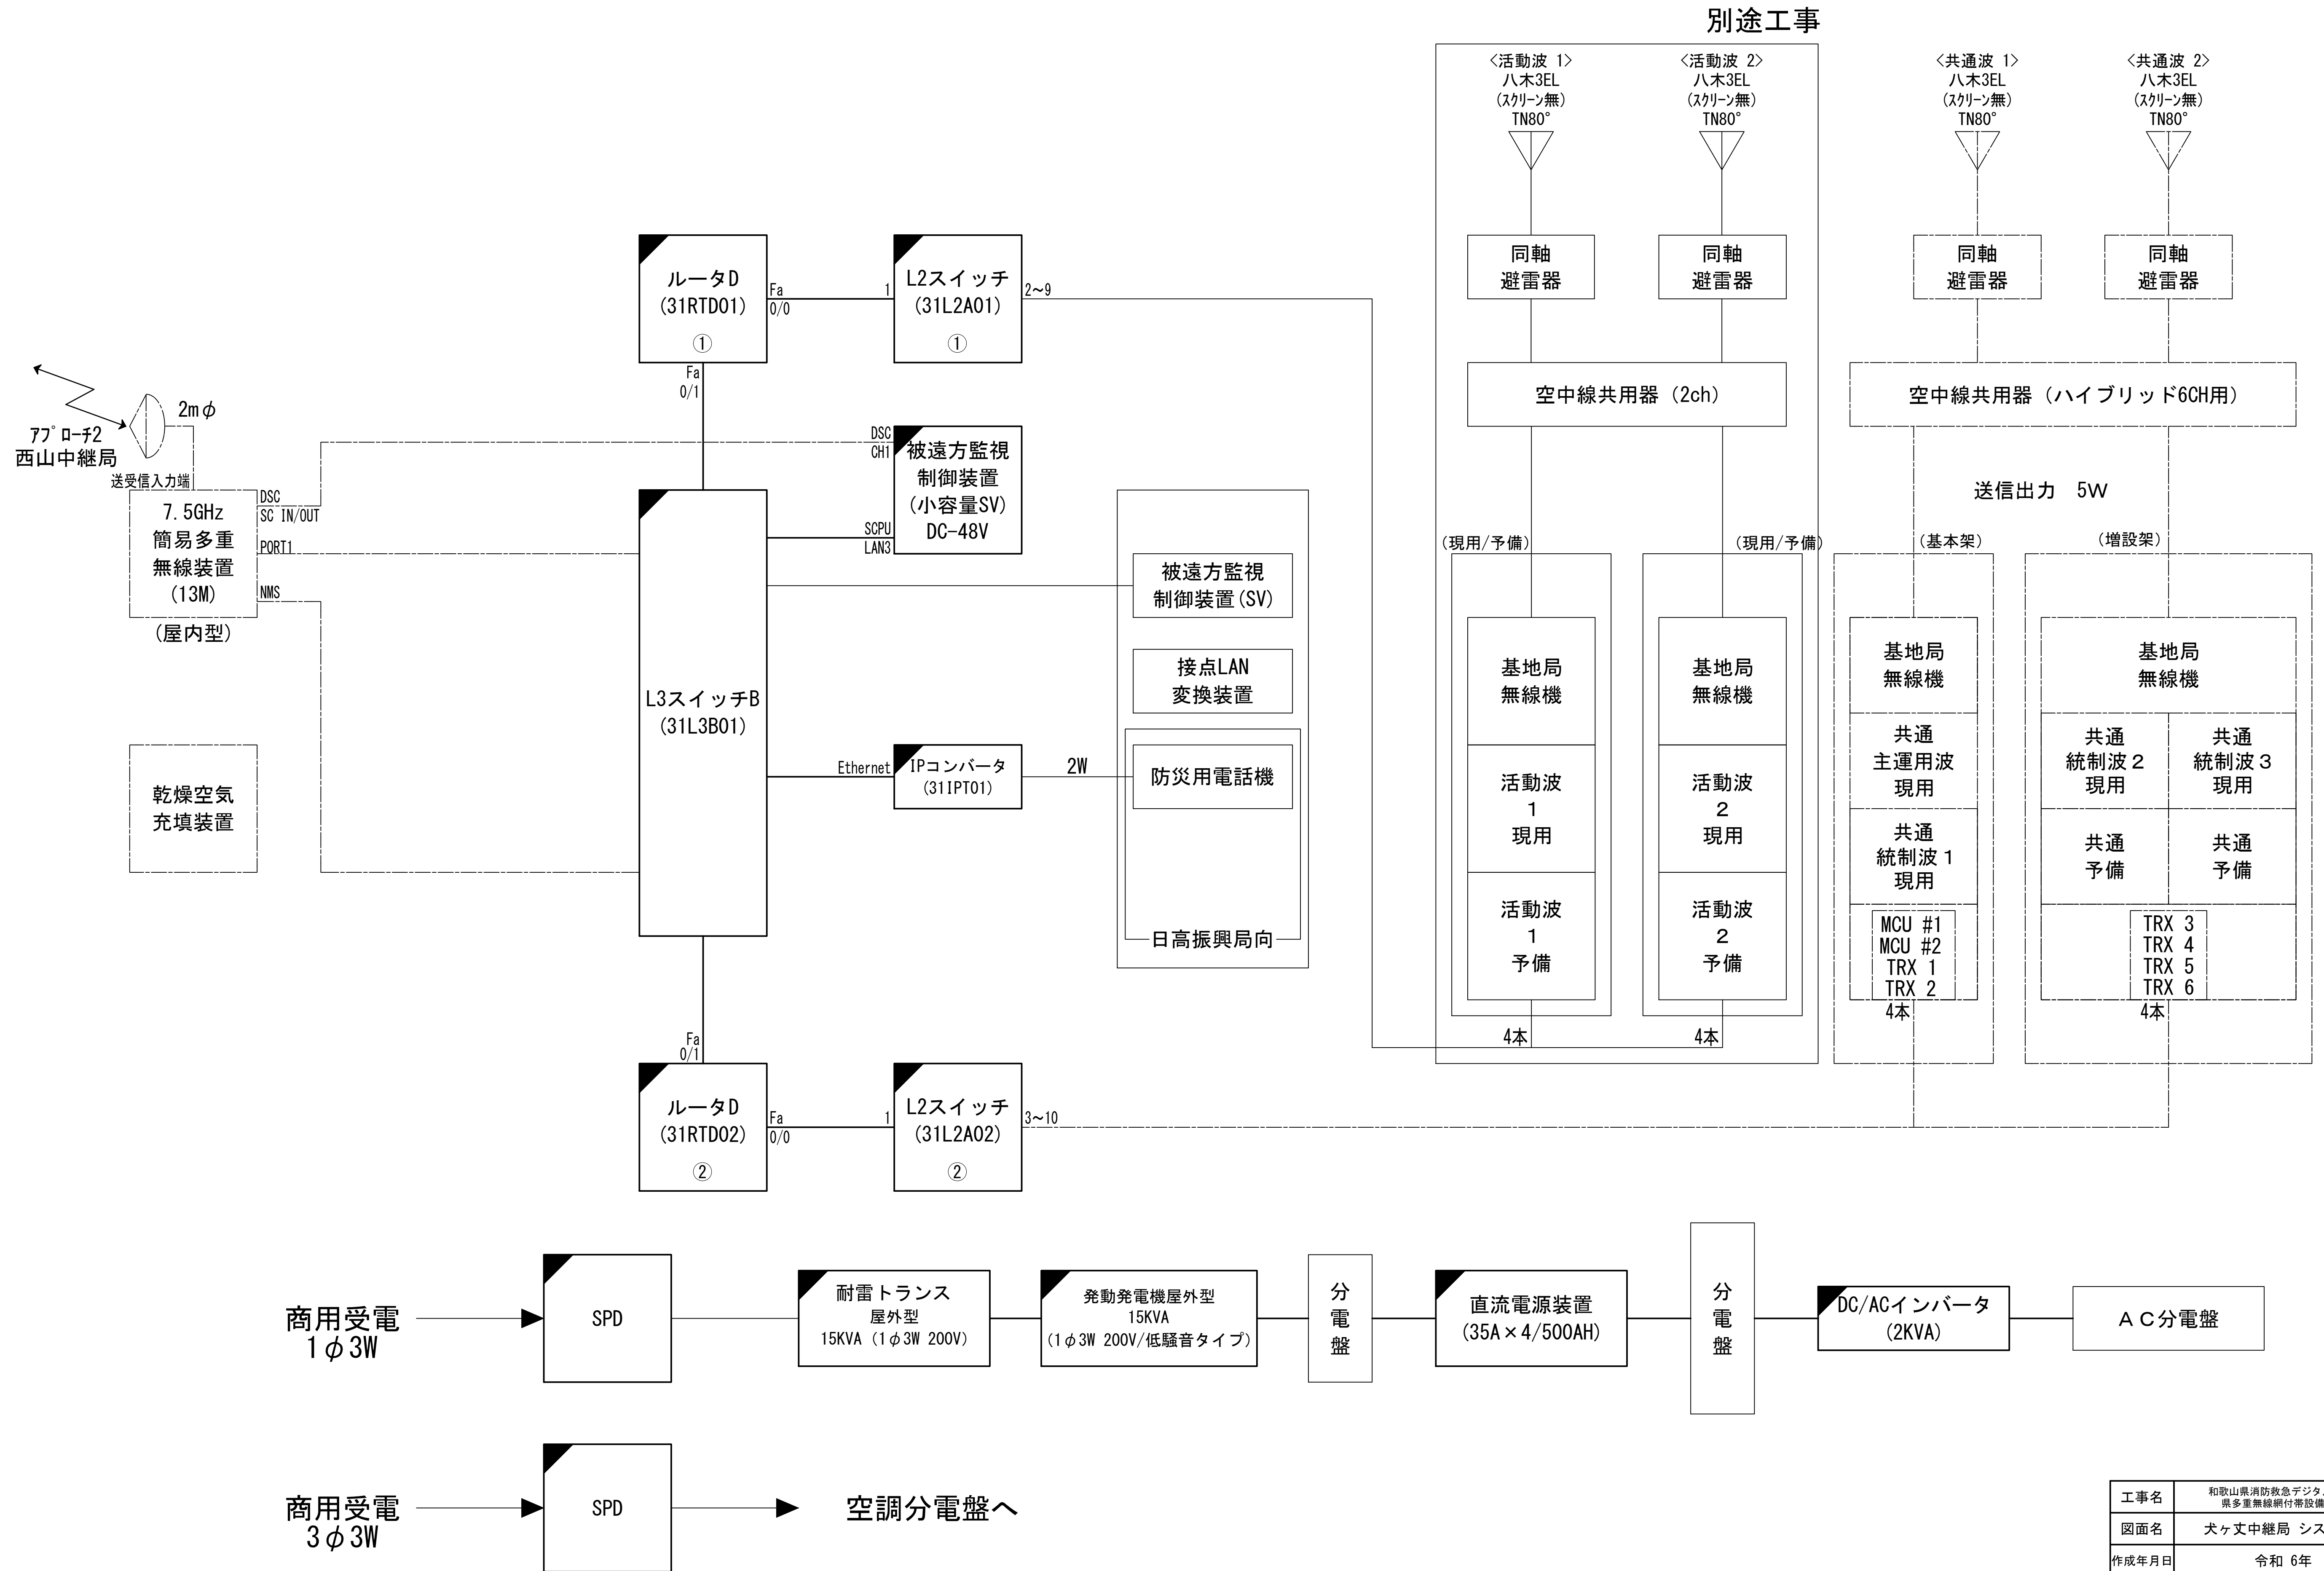 別途工事
<活動波 1>
八木3EL
(ｽｸﾘｰﾝ無)
TN80°
<活動波 2>
八木3EL
(ｽｸﾘｰﾝ無)
TN80°
<共通波 1>
八木3EL
(ｽｸﾘｰﾝ無)
TN80°
<共通波 2>
八木3EL
(ｽｸﾘｰﾝ無)
TN80°
同軸
避雷器
同軸
避雷器
同軸
避雷器
同軸
避雷器
空中線共用器（2ch）
空中線共用器（ハイブリッド6CH用）
送信出力　5W
ルータD
(31RTD01)
①
Fa
0/0
Fa
0/1
1
L2スイッチ
(31L2A01)
①
2～9
2mφ
ｱﾌﾟﾛｰﾁ2
西山中継局
送受信入力端
7.5GHz
簡易多重
無線装置
(13M)
(屋内型)
DSC
SC IN/OUT
PORT1
NMS
乾燥空気
充填装置
DSC
CH1
被遠方監視
制御装置
(小容量SV)
DC-48V
SCPU
LAN3
L3スイッチB
(31L3B01)
被遠方監視
制御装置(SV)
接点LAN
変換装置
Ethernet
IPコンバータ
(31IPT01)
2W
防災用電話機
日高振興局向
(現用/予備)
基地局
無線機
活動波
1
現用
活動波
1
予備
4本
(現用/予備)
基地局
無線機
活動波
2
現用
活動波
2
予備
4本
(基本架)
基地局
無線機
共通
主運用波
現用
共通
統制波１
現用
MCU #1
MCU #2
TRX 1
TRX 2
4本
(増設架)
基地局
無線機
共通
統制波２
現用
共通
統制波３
現用
共通
予備
共通
予備
TRX 3
TRX 4
TRX 5
TRX 6
4本
Fa
0/1
ルータD
(31RTD02)
②
Fa
0/0
1
L2スイッチ
(31L2A02)
②
3～10
商用受電
1φ3W
SPD
耐雷トランス
屋外型
15KVA（1φ3W 200V）
発動発電機屋外型
15KVA
(1φ3W 200V/低騒音タイプ)
分電盤
直流電源装置
(35A×4/500AH)
分電盤
DC/ACインバータ
(2KVA)
ＡＣ分電盤
商用受電
3φ3W
SPD
空調分電盤へ
工事名
和歌山県消防救急デジタ
県多重無線網付帯設備
図面名
犬ヶ丈中継局 シス
作成年月日
令和 6年